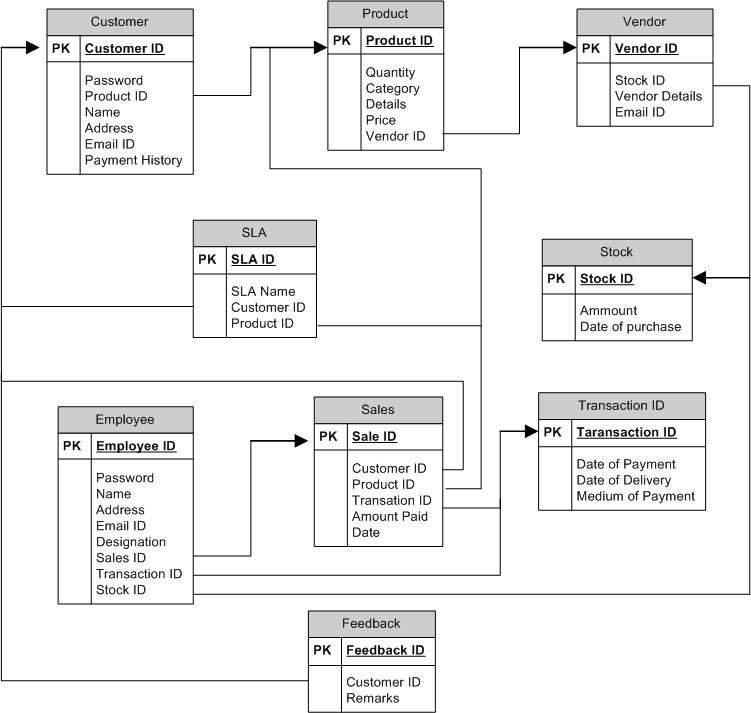 Customer
PK Customer ID
Password
Product ID
Name
Address
Email ID
Payment History
Product
PK Product ID
Quantity
Category
Details
Price
Vendor ID
Vendor
PK Vendor ID
Stock ID
Vendor Details
Email ID
SLA
PK SLA ID
SLA Name
Customer ID
Product ID
Stock
PK Stock ID
Ammount
Date of purchase
Employee
PK Employee ID
Password
Name
Address
Email ID
Designation
Sales ID
Transaction ID
Stock ID
Sales
PK Sale ID
Customer ID
Product ID
Transation ID
Amount Paid
Date
Transaction ID
PK Taransaction ID
Date of Payment
Date of Delivery
Medium of Payment
Feedback
PK Feedback ID
Customer ID
Remarks